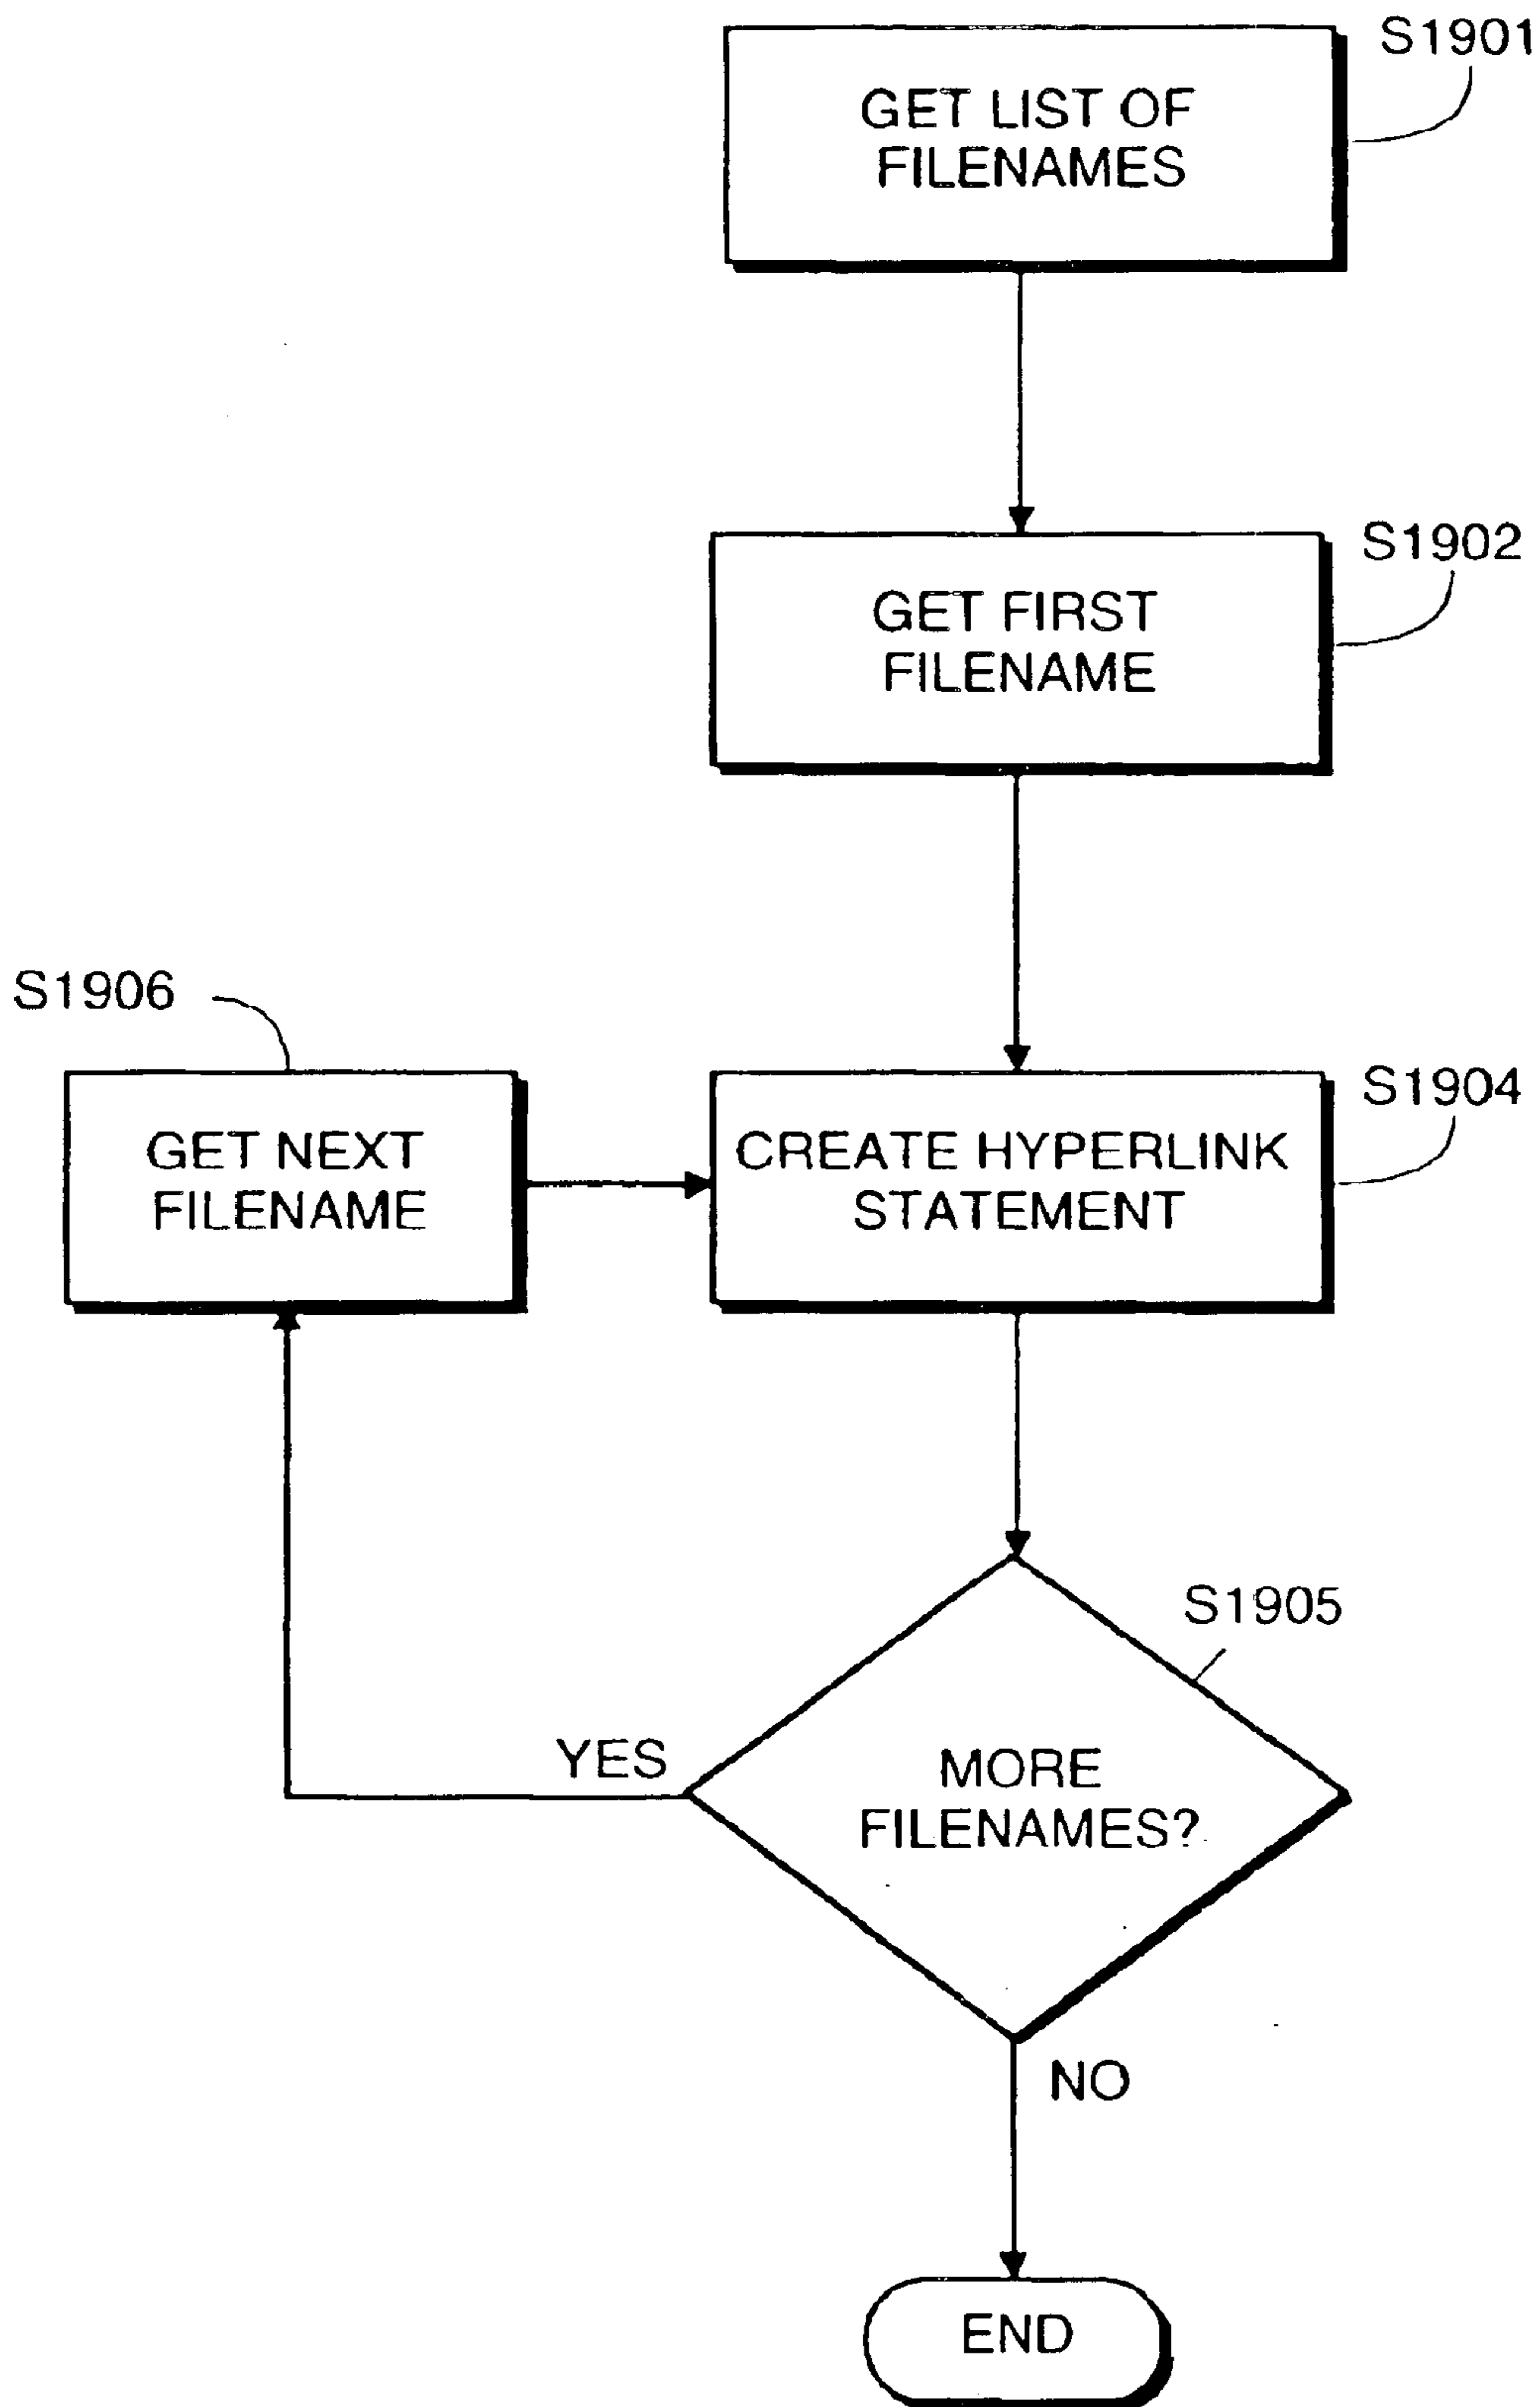 S1901
GET LIST OF
FILENAMES
S1902
GET FIRST
FILENAME
S1906
GET NEXT
FILENAME
S1904
CREATE HYPERLINK
STATEMENT
S1905
YES
MORE
FILENAMES?
NO
END